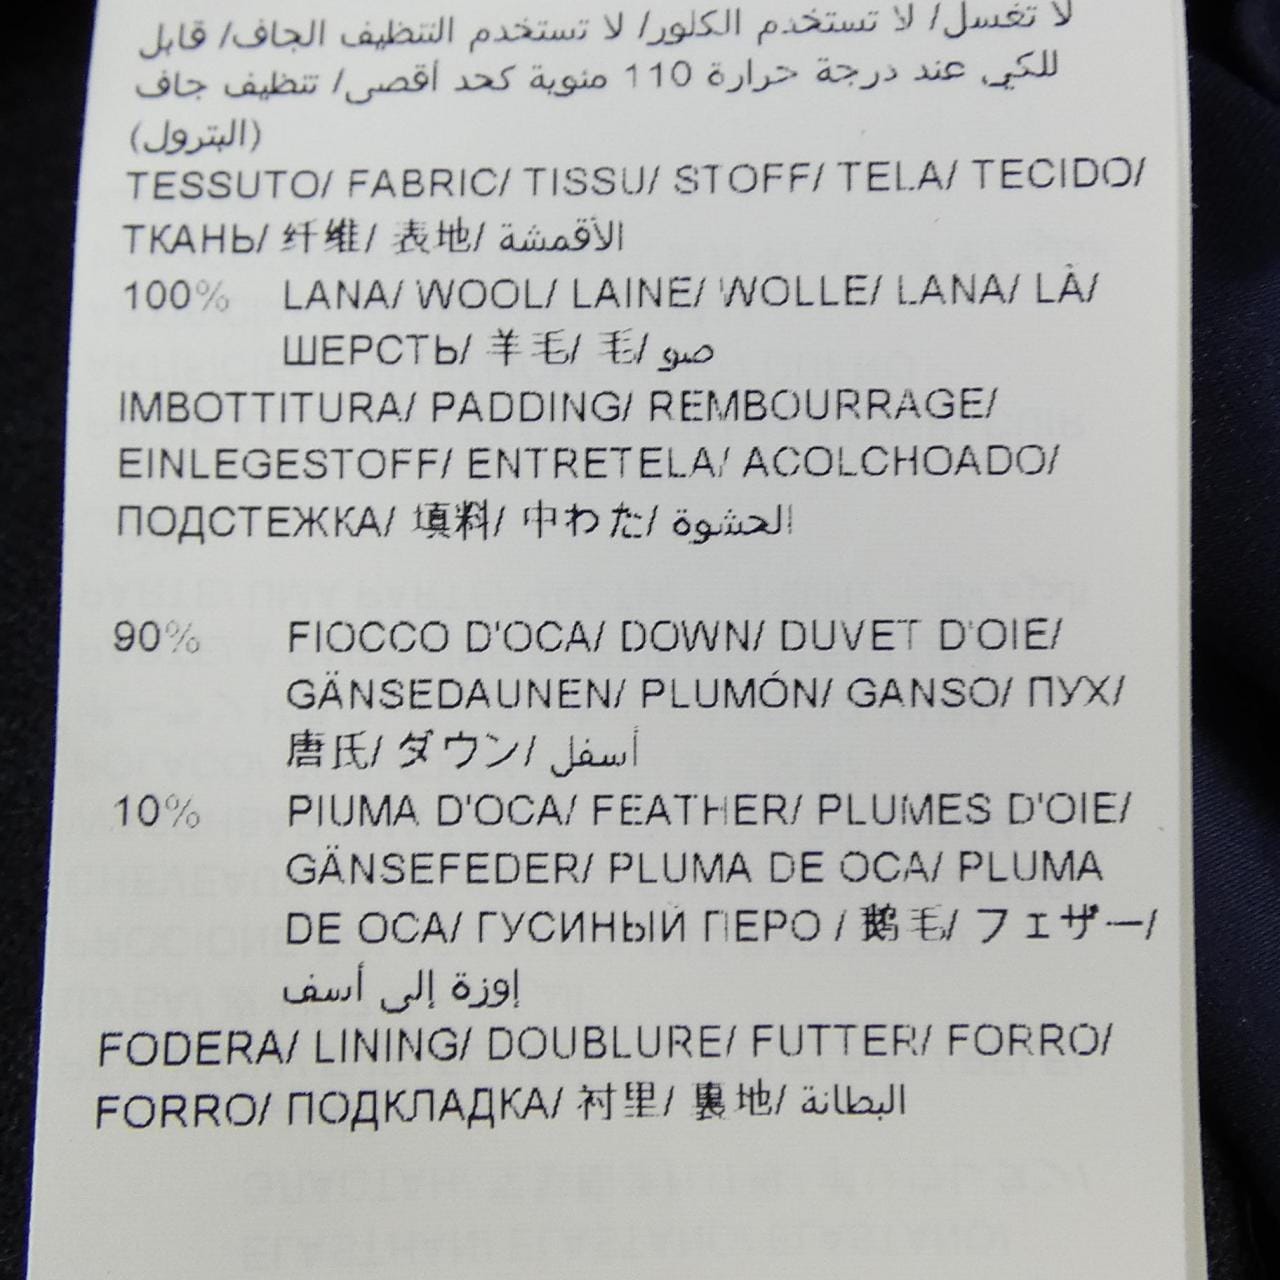 لا تغسل/ لا تستخدم الكلور/ لا تستخدم التنظيف الجاف/ قابل
للكي عند درجة حرارة 110 منوية كحد أقصى/ تنظيف جاف
(البترول)
TESSUTO/ FABRIC/ TISSU/ STOFF/ TELA/ TECIDO/
ТКАНЬ/ 纤维/ 表地/ الأقمشة
100% LANA/ WOOL/ LAINE/ WOLLE/ LANA/ LÀ/
ШЕРСТЬ/ 羊毛/ 毛/ صو
IMBOTTITURA/ PADDING/ REMBOURRAGE/
EINLEGESTOFF/ ENTRETELA/ ACOLCHOADO/
ПОДСТЕЖКА/ 填料/ 中わた/ الحشوة
90% FIOCCO D'OCA/ DOWN/ DUVET D'OIE/
GÄNSEDAUNEN/ PLUMÓN/ GANSO/ ПУХ/
唐氏/ ダウン/ أسفل
10% PIUMA D'OCA/ FEATHER/ PLUMES D'OIE/
GÄNSEFEDER/ PLUMA DE OCA/ PLUMA
DE OCA/ ГУСИНЫЙ ПЕРО / 鹅毛/ フェザー/
إوزة إلى أسف
FODERA/ LINING/ DOUBLURE/ FUTTER/ FORRO/
FORRO/ ПОДКЛАДКА/ 衬里/ 裏地/ البطانة